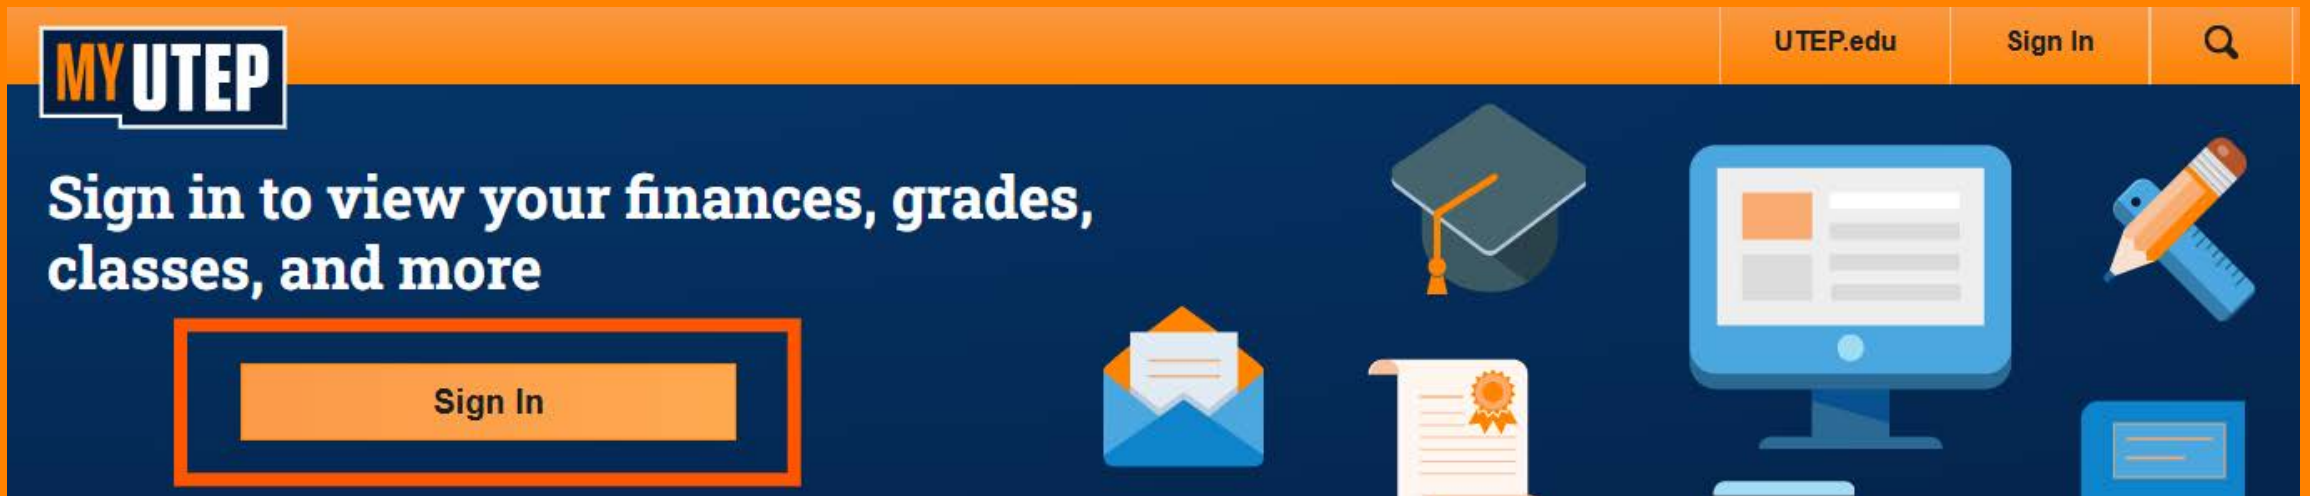 MY UTEP
UTEP.edu
Sign In
Sign in to view your finances, grades,
classes, and more
Sign In